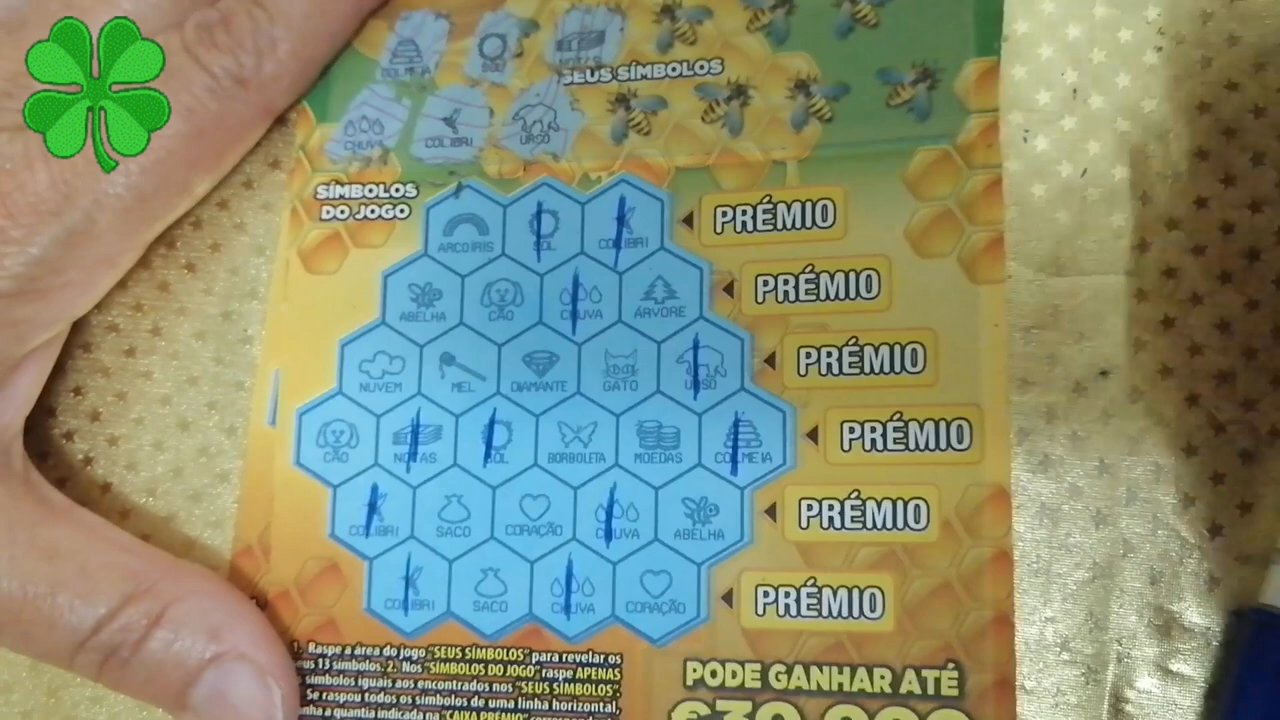 COLMEIA SOL NOTAS
SEUS SÍMBOLOS
CHUVA COLIBRI URSO
SÍMBOLOS
DO JOGO
ARCO ÍRIS SOL COLIBRI PRÉMIO
ABELHA CÃO CHUVA ÁRVORE PRÉMIO
NUVEM MEL DIAMANTE GATO URSO PRÉMIO
CÃO NOTAS SOL BORBOLETA MOEDAS COLMEIA PRÉMIO
COLIBRI SACO CORAÇÃO CHUVA ABELHA PRÉMIO
COLIBRI SACO CHUVA CORAÇÃO PRÉMIO
1. Raspe a área do jogo "SEUS SÍMBOLOS" para revelar os
13 símbolos. 2. Nos "SÍMBOLOS DO JOGO" raspe APENAS
símbolos iguais aos encontrados nos "SEUS SÍMBOLOS".
Se raspou todos os símbolos de uma linha horizontal,
a quantia indicada na "CAIXA PRÉMIO"
PODE GANHAR ATÉ